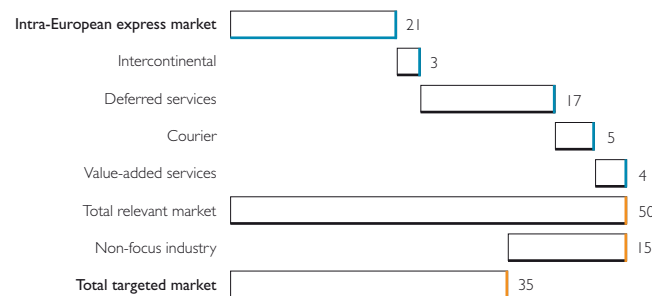 Intra-European express market 21
Intercontinental 3
Deferred services 17
Courier 5
Value-added services 4
Total relevant market 50
Non-focus industry 15
Total targeted market 35